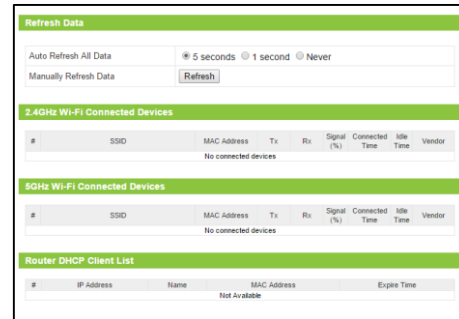 Refresh Data
Auto Refresh All Data 5 seconds 1 second Never
Manually Refresh Data Refresh
2.4GHz Wi-Fi Connected Devices
# SSID MAC Address Tx Rx Signal (%) Connected Time Idle Time Vendor
No connected devices
5GHz Wi-Fi Connected Devices
# SSID MAC Address Tx Rx Signal (%) Connected Time Idle Time Vendor
No connected devices
Router DHCP Client List
# IP Address Name MAC Address Expire Time
Not Available